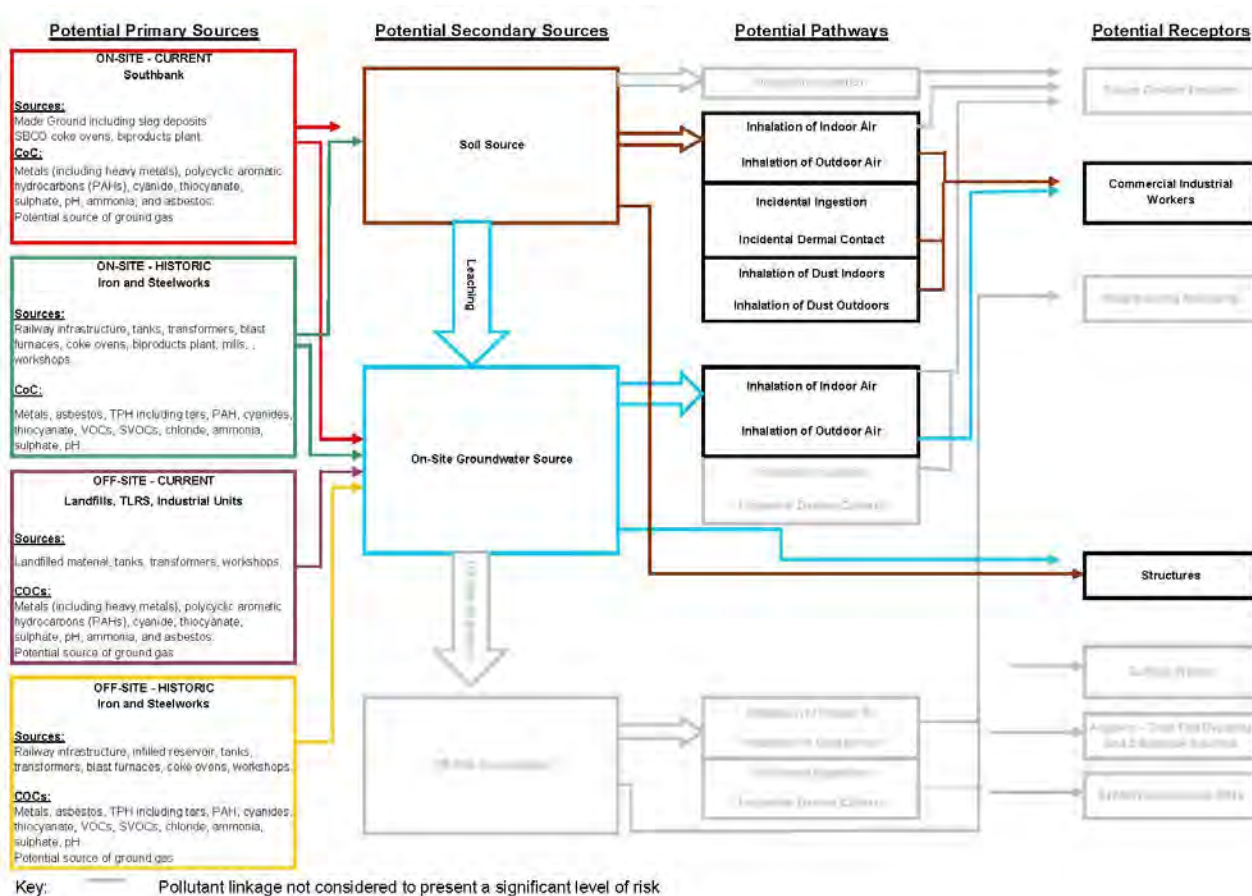 Potential Primary Sources
Potential Secondary Sources
Potential Pathways
Potential Receptors
ON-SITE - CURRENT
Southbank
Sources:
Made Ground including slag deposits
SBCO coke ovens, biproducts plant
CoC:
Metals (including heavy metals), polycyclic aromatic
hydrocarbons (PAHs), cyanide, thiocyanate,
sulphate, pH, ammonia, and asbestos.
Potential source of ground gas
ON-SITE - HISTORIC
Iron and Steelworks
Sources:
Railway infrastructure, tanks, transformers, blast
furnaces, coke ovens, biproducts plant, mills, ,
workshops.
CoC:
Metals, asbestos, TPH including tars, PAH, cyanides,
thiocyanate, VOCs, SVOCs, chloride, ammonia,
sulphate, pH
OFF-SITE - CURRENT
Landfills, TLRS, Industrial Units
Sources:
Landfilled material, tanks, transformers, workshops,
COCs:
Metals (including heavy metals), polycyclic aromatic
hydrocarbons (PAHs), cyanide, thiocyanate,
sulphate, pH, ammonia, and asbestos.
Potential source of ground gas
OFF-SITE - HISTORIC
Iron and Steelworks
Sources:
Railway infrastructure, infilled reservoir, tanks,
transformers, blast furnaces, coke ovens, workshops.
COCs:
Metals, asbestos, TPH including tars, PAH, cyanides,
thiocyanate, VOCs, SVOCs, chloride, ammonia,
sulphate, pH
Potential source of ground gas
Soil Source
Leaching
On-Site Groundwater Source
Inhalation of Indoor Air
Inhalation of Outdoor Air
Incidental Ingestion
Incidental Dermal Contact
Inhalation of Dust Indoors
Inhalation of Dust Outdoors
Inhalation of Indoor Air
Inhalation of Outdoor Air
Commercial Industrial
Workers
Structures
Key: Pollutant linkage not considered to present a significant level of risk